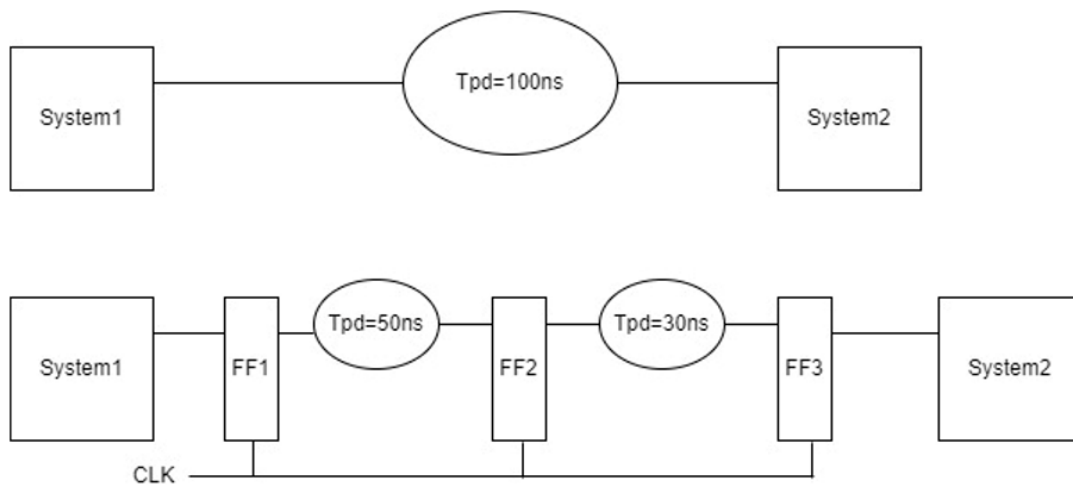 System1
Tpd=100ns
System2
System1
FF1
Tpd=50ns
FF2
Tpd=30ns
FF3
System2
CLK